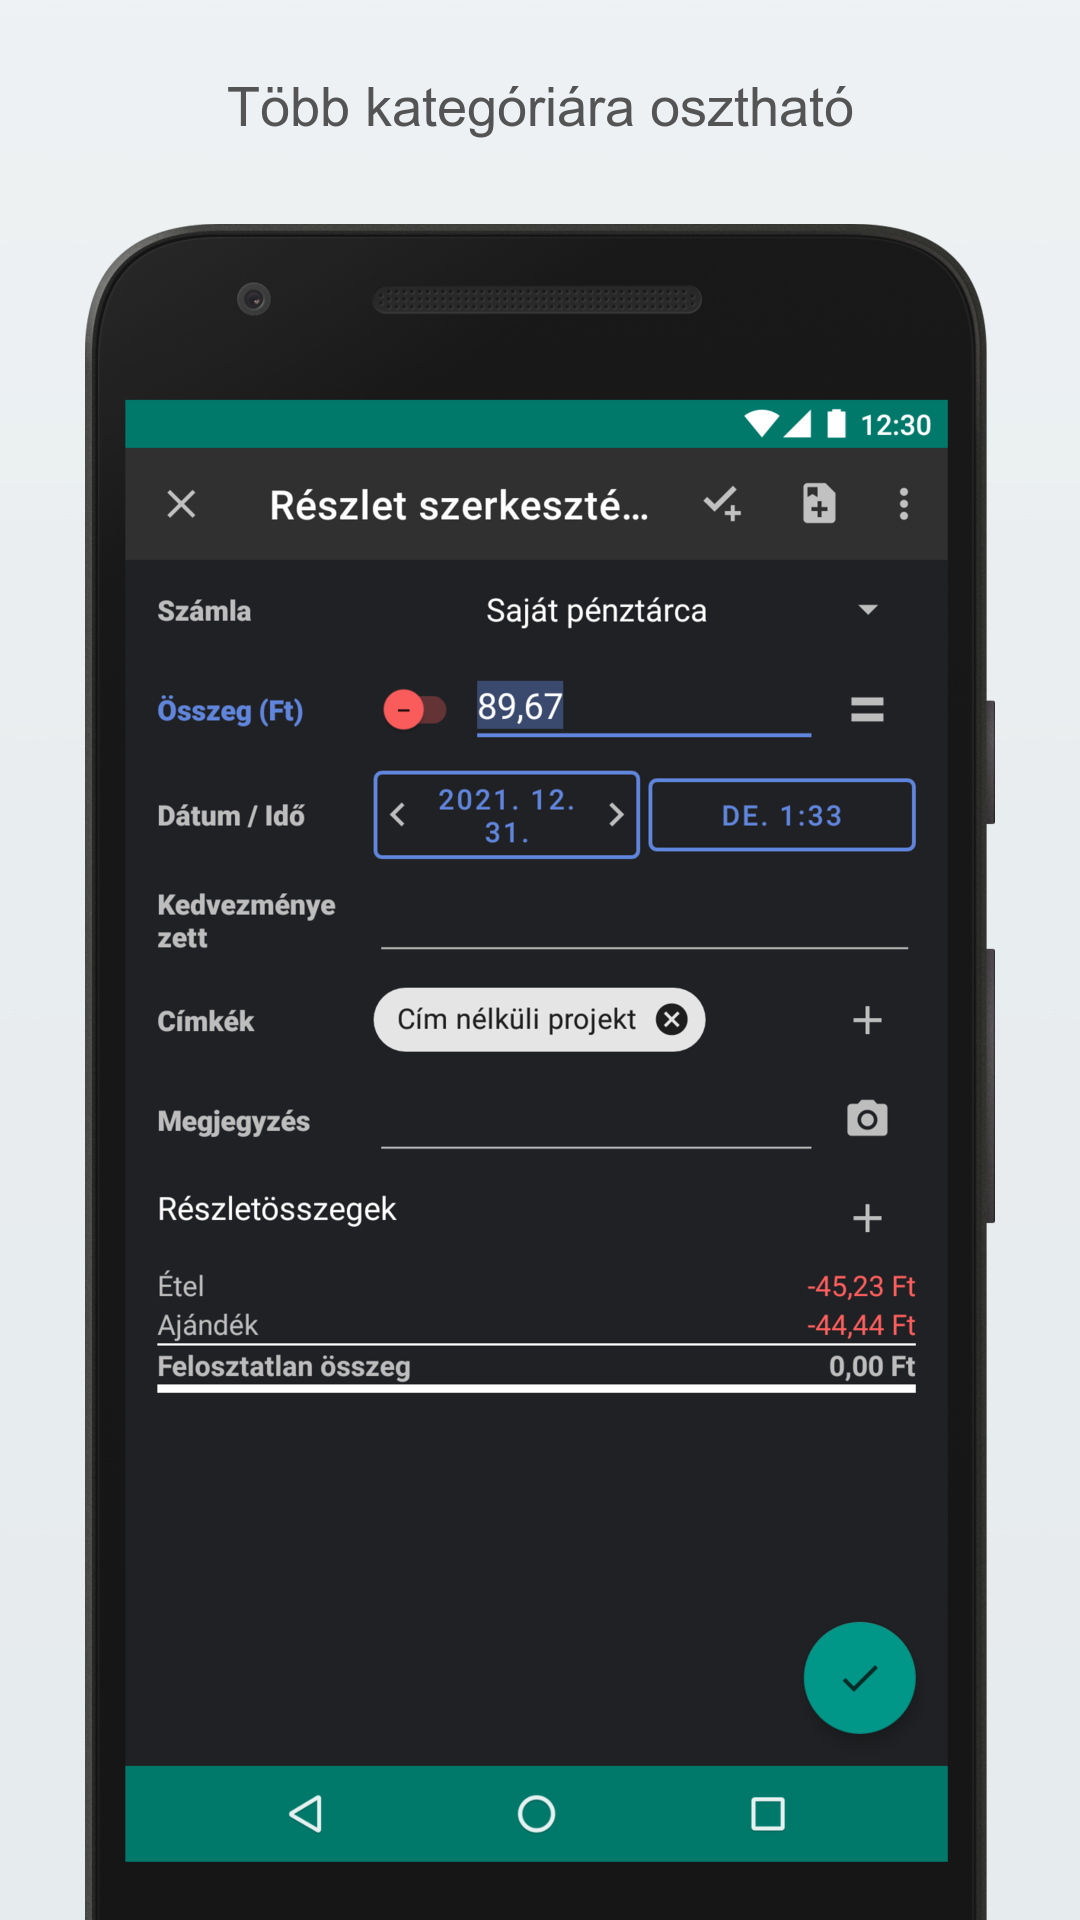 Több kategóriára osztható
12:30
Részlet szerkeszté...
Számla
Saját pénztárca
Összeg (Ft)
89,67
Dátum / Idő
2021. 12.
31.
DE. 1:33
Kedvezménye
zett
Címkék
Cím nélküli projekt
Megjegyzés
Részletösszegek
Étel -45,23 Ft
Ajándék -44,44 Ft
Felosztatlan összeg 0,00 Ft